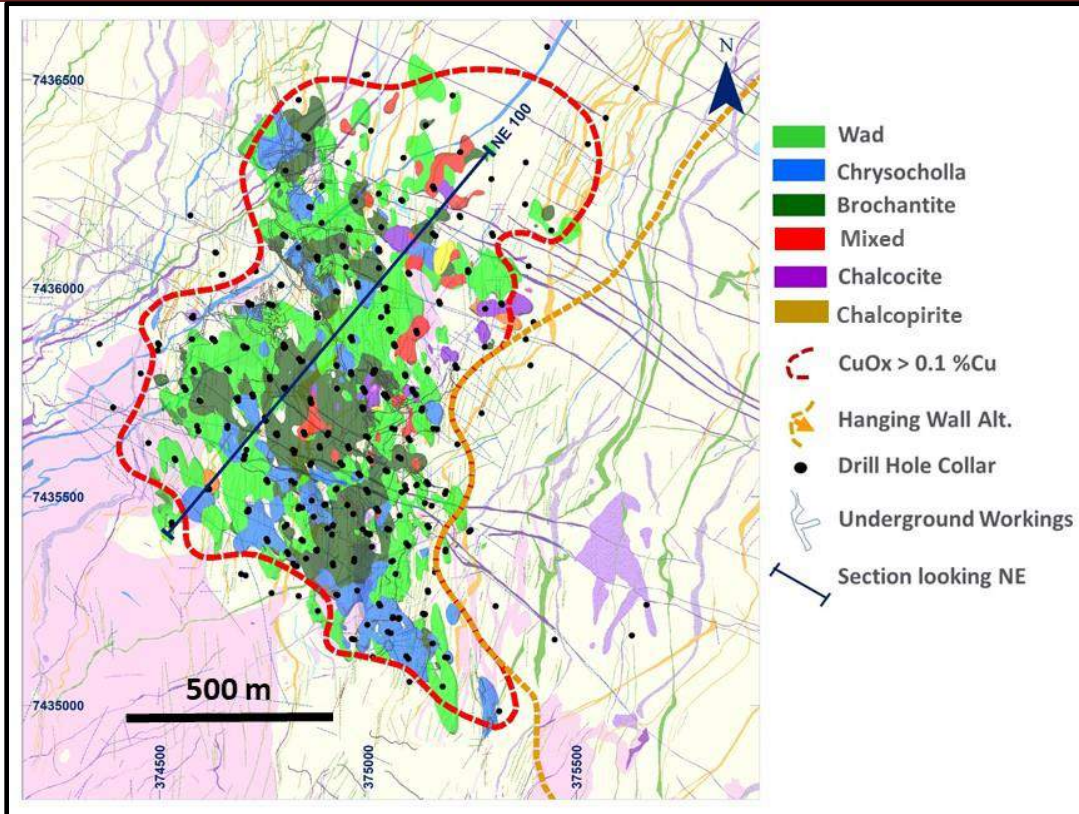 N
7436500
NE 100
7436000
7435500
7435000
500 m
374500
375000
375500
Wad
Chrysocholla
Brochantite
Mixed
Chalcocite
Chalcopirite
CuOx > 0.1 %Cu
Hanging Wall Alt.
Drill Hole Collar
Underground Workings
Section looking NE